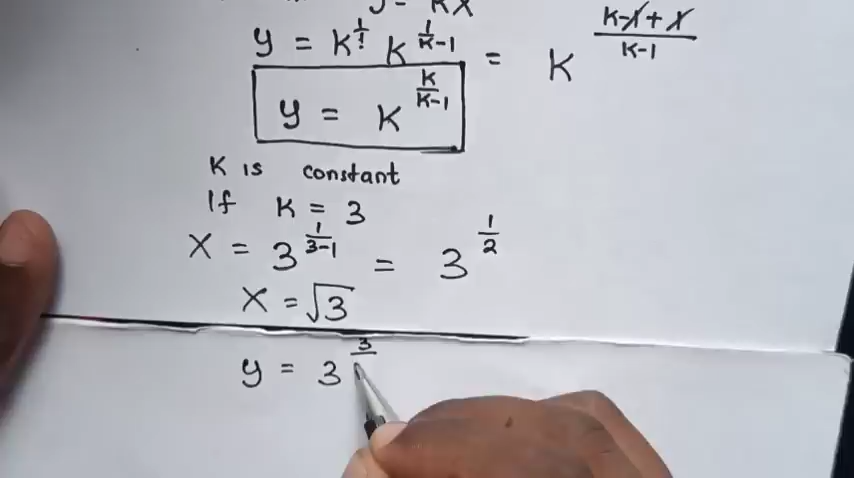 y = kx
y = k^{1/1} k^{1/k-1} = k^{k-1+1/k-1}
y = k^{k/k-1}
K is constant
If K = 3
X = 3^{1/3-1} = 3^{1/2}
X = √3
y = 3^{3/